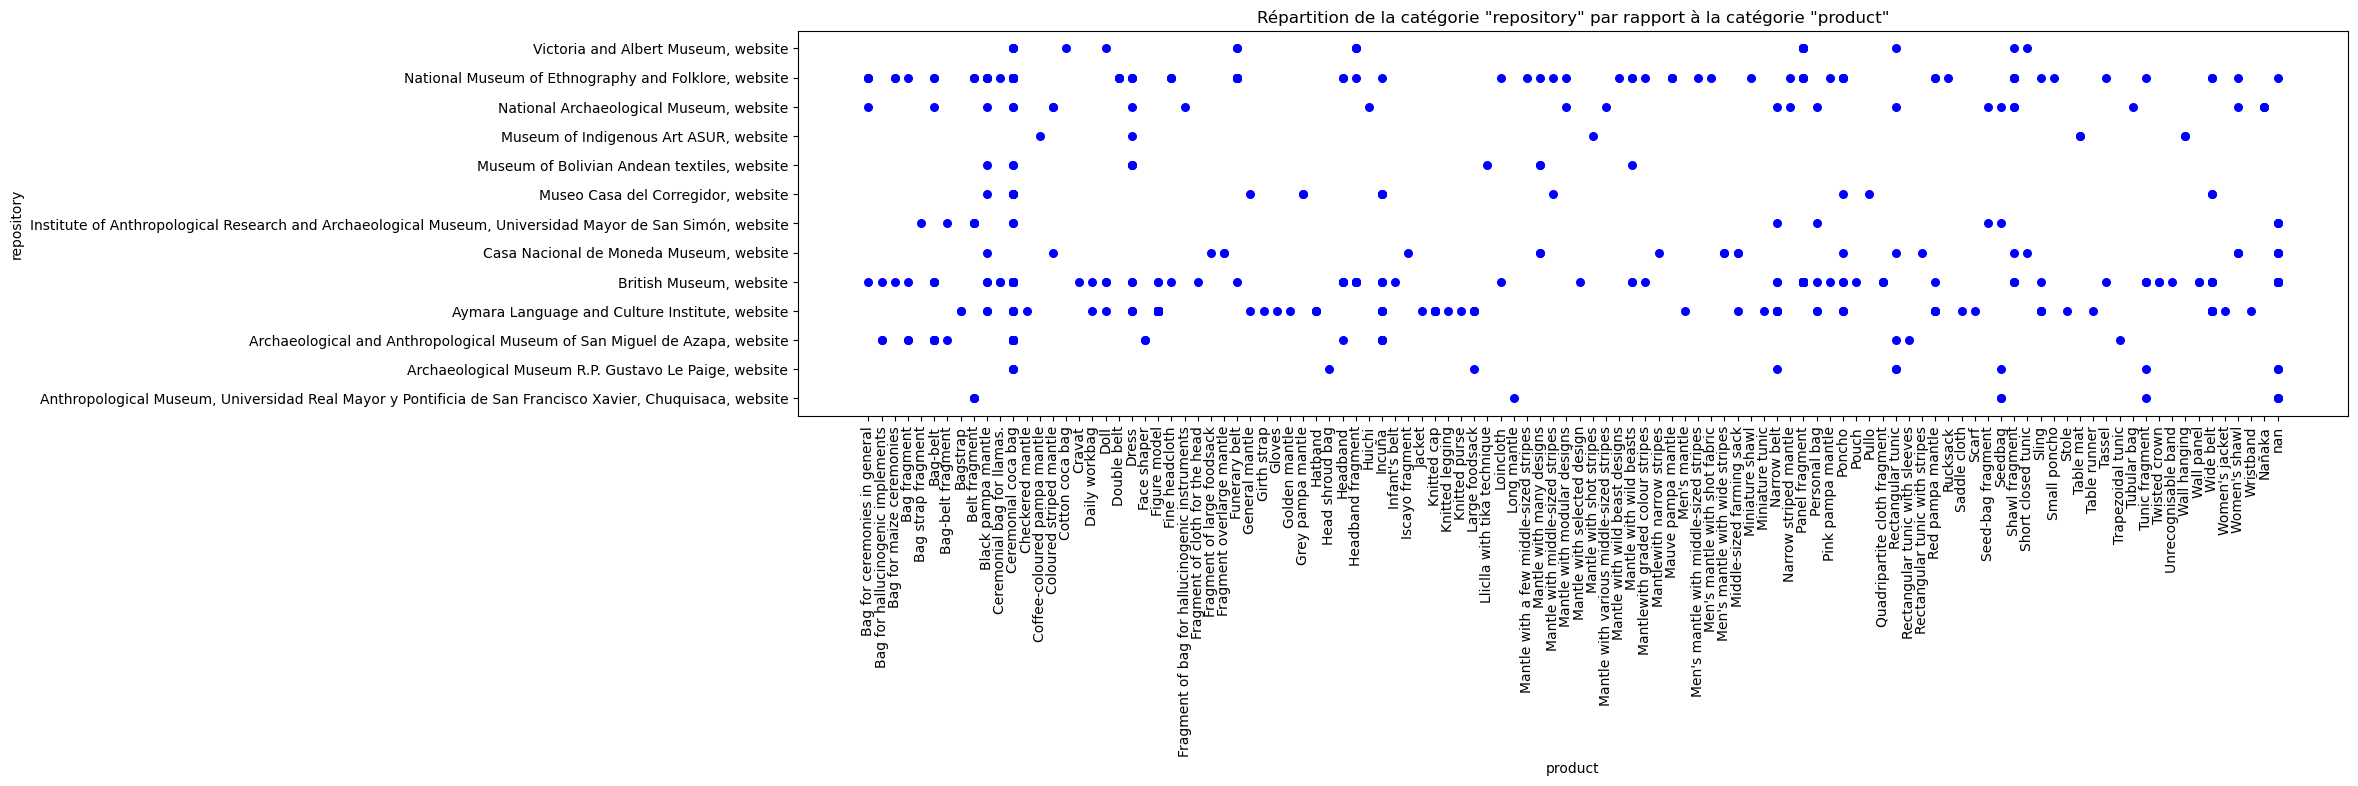 Répartition de la catégorie "repository" par rapport à la catégorie "product"
repository
Victoria and Albert Museum, website
National Museum of Ethnography and Folklore, website
National Archaeological Museum, website
Museum of Indigenous Art ASUR, website
Museum of Bolivian Andean textiles, website
Museo Casa del Corregidor, website
Institute of Anthropological Research and Archaeological Museum, Universidad Mayor de San Simón, website
Casa Nacional de Moneda Museum, website
British Museum, website
Aymara Language and Culture Institute, website
Archaeological and Anthropological Museum of San Miguel de Azapa, website
Archaeological Museum R.P. Gustavo Le Paige, website
Anthropological Museum, Universidad Real Mayor y Pontificia de San Francisco Xavier, Chuquisaca, website
Bag for ceremonies in general
Bag for hallucinogenic implements
Bag for maize ceremonies
Bag fragment
Bag strap fragment
Bag-belt
Bag-belt fragment
Bagstrap
Belt fragment
Black pampa mantle
Ceremonial bag for llamas.
Ceremonial coca bag
Checkered mantle
Coffee-coloured pampa mantle
Coloured striped mantle
Cotton coca bag
Cravat
Daily workbag
Doll
Double belt
Dress
Face shaper
Figure model
Fine headcloth
Fragment of bag for hallucinogenic instruments
Fragment of cloth for the head
Fragment of large foodsack
Fragment overlarge mantle
Funerary belt
General mantle
Girth strap
Gloves
Golden mantle
Grey pampa mantle
Hatband
Head shroud bag
Headband
Headband fragment
Huichi
Incuña
Infant's belt
Iscayo fragment
Jacket
Knitted cap
Knitted legging
Knitted purse
Large foodsack
Lliclla with tika technique
Loincloth
Long mantle
Mantle with a few middle-sized stripes
Mantle with many designs
Mantle with middle-sized stripes
Mantle with modular designs
Mantle with selected design
Mantle with shot stripes
Mantle with various middle-sized stripes
Mantle with wild beast designs
Mantle with wild beasts
Mantlewith graded colour stripes
Mantlewith narrow stripes
Mauve pampa mantle
Men's mantle
Men's mantle with middle-sized stripes
Men's mantle with shot fabric
Men's mantle with wide stripes
Middle-sized farming sack
Miniature shawl
Miniature tunic
Narrow belt
Narrow striped mantle
Panel fragment
Personal bag
Pink pampa mantle
Poncho
Pouch
Pullo
Quadripartite cloth fragment
Rectangular tunic
Rectangular tunic with sleeves
Rectangular tunic with stripes
Red pampa mantle
Rucksack
Saddle cloth
Scarf
Seed-bag fragment
Seedbag
Shawl fragment
Short closed tunic
Sling
Small poncho
Stole
Table mat
Table runner
Tassel
Trapezoidal tunic
Tubular bag
Tunic fragment
Twisted crown
Unrecognisable band
Wall hanging
Wall panel
Wide belt
Women's jacket
Women's shawl
Wristband
Nañaka
nan
product